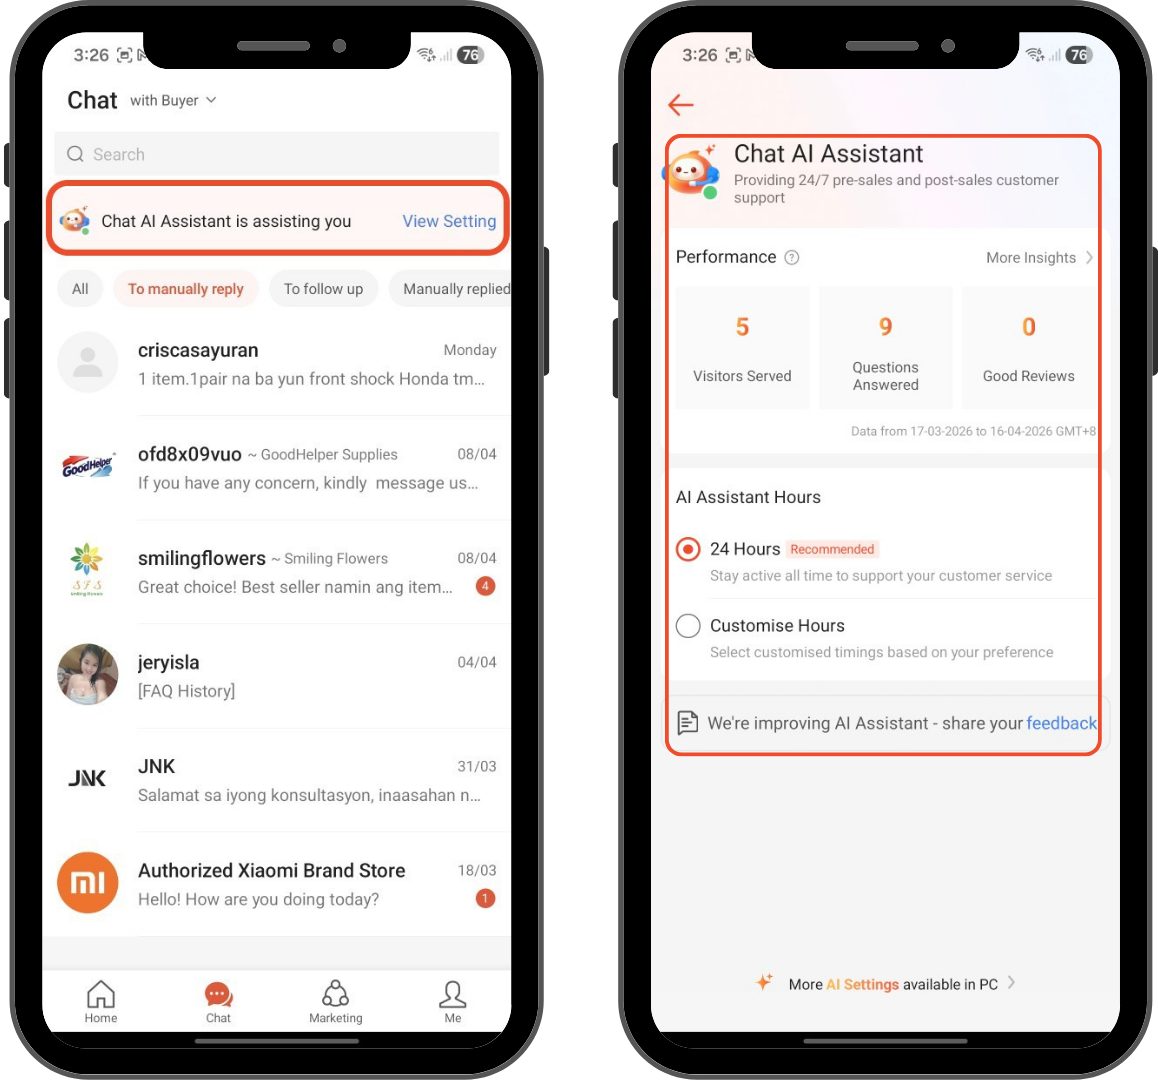 3:26
76
Chat with Buyer
Search
Chat AI Assistant is assisting you View Setting
All To manually reply To follow up Manually replied
criscasayuran Monday
1 item.1pair na ba yun front shock Honda tm...
GoodHelper
ofd8x09vuo ~ GoodHelper Supplies 08/04
If you have any concern, kindly message us...
smilingflowers ~ Smiling Flowers 08/04
SFS
Great choice! Best seller namin ang item... 4
jeryisla 04/04
[FAQ History]
JNK 31/03
JNK
Salamat sa iyong konsultasyon, inaasahan n...
Authorized Xiaomi Brand Store 18/03
mi
Hello! How are you doing today? 1
Home Chat Marketing Me
3:26
76
Chat AI Assistant
Providing 24/7 pre-sales and post-sales customer
support
Performance ? More Insights
5 9 0
Visitors Served Questions Answered Good Reviews
Data from 17-03-2026 to 16-04-2026 GMT+8
AI Assistant Hours
24 Hours Recommended
Stay active all time to support your customer service
Customise Hours
Select customised timings based on your preference
We're improving AI Assistant - share your feedback
More AI Settings available in PC